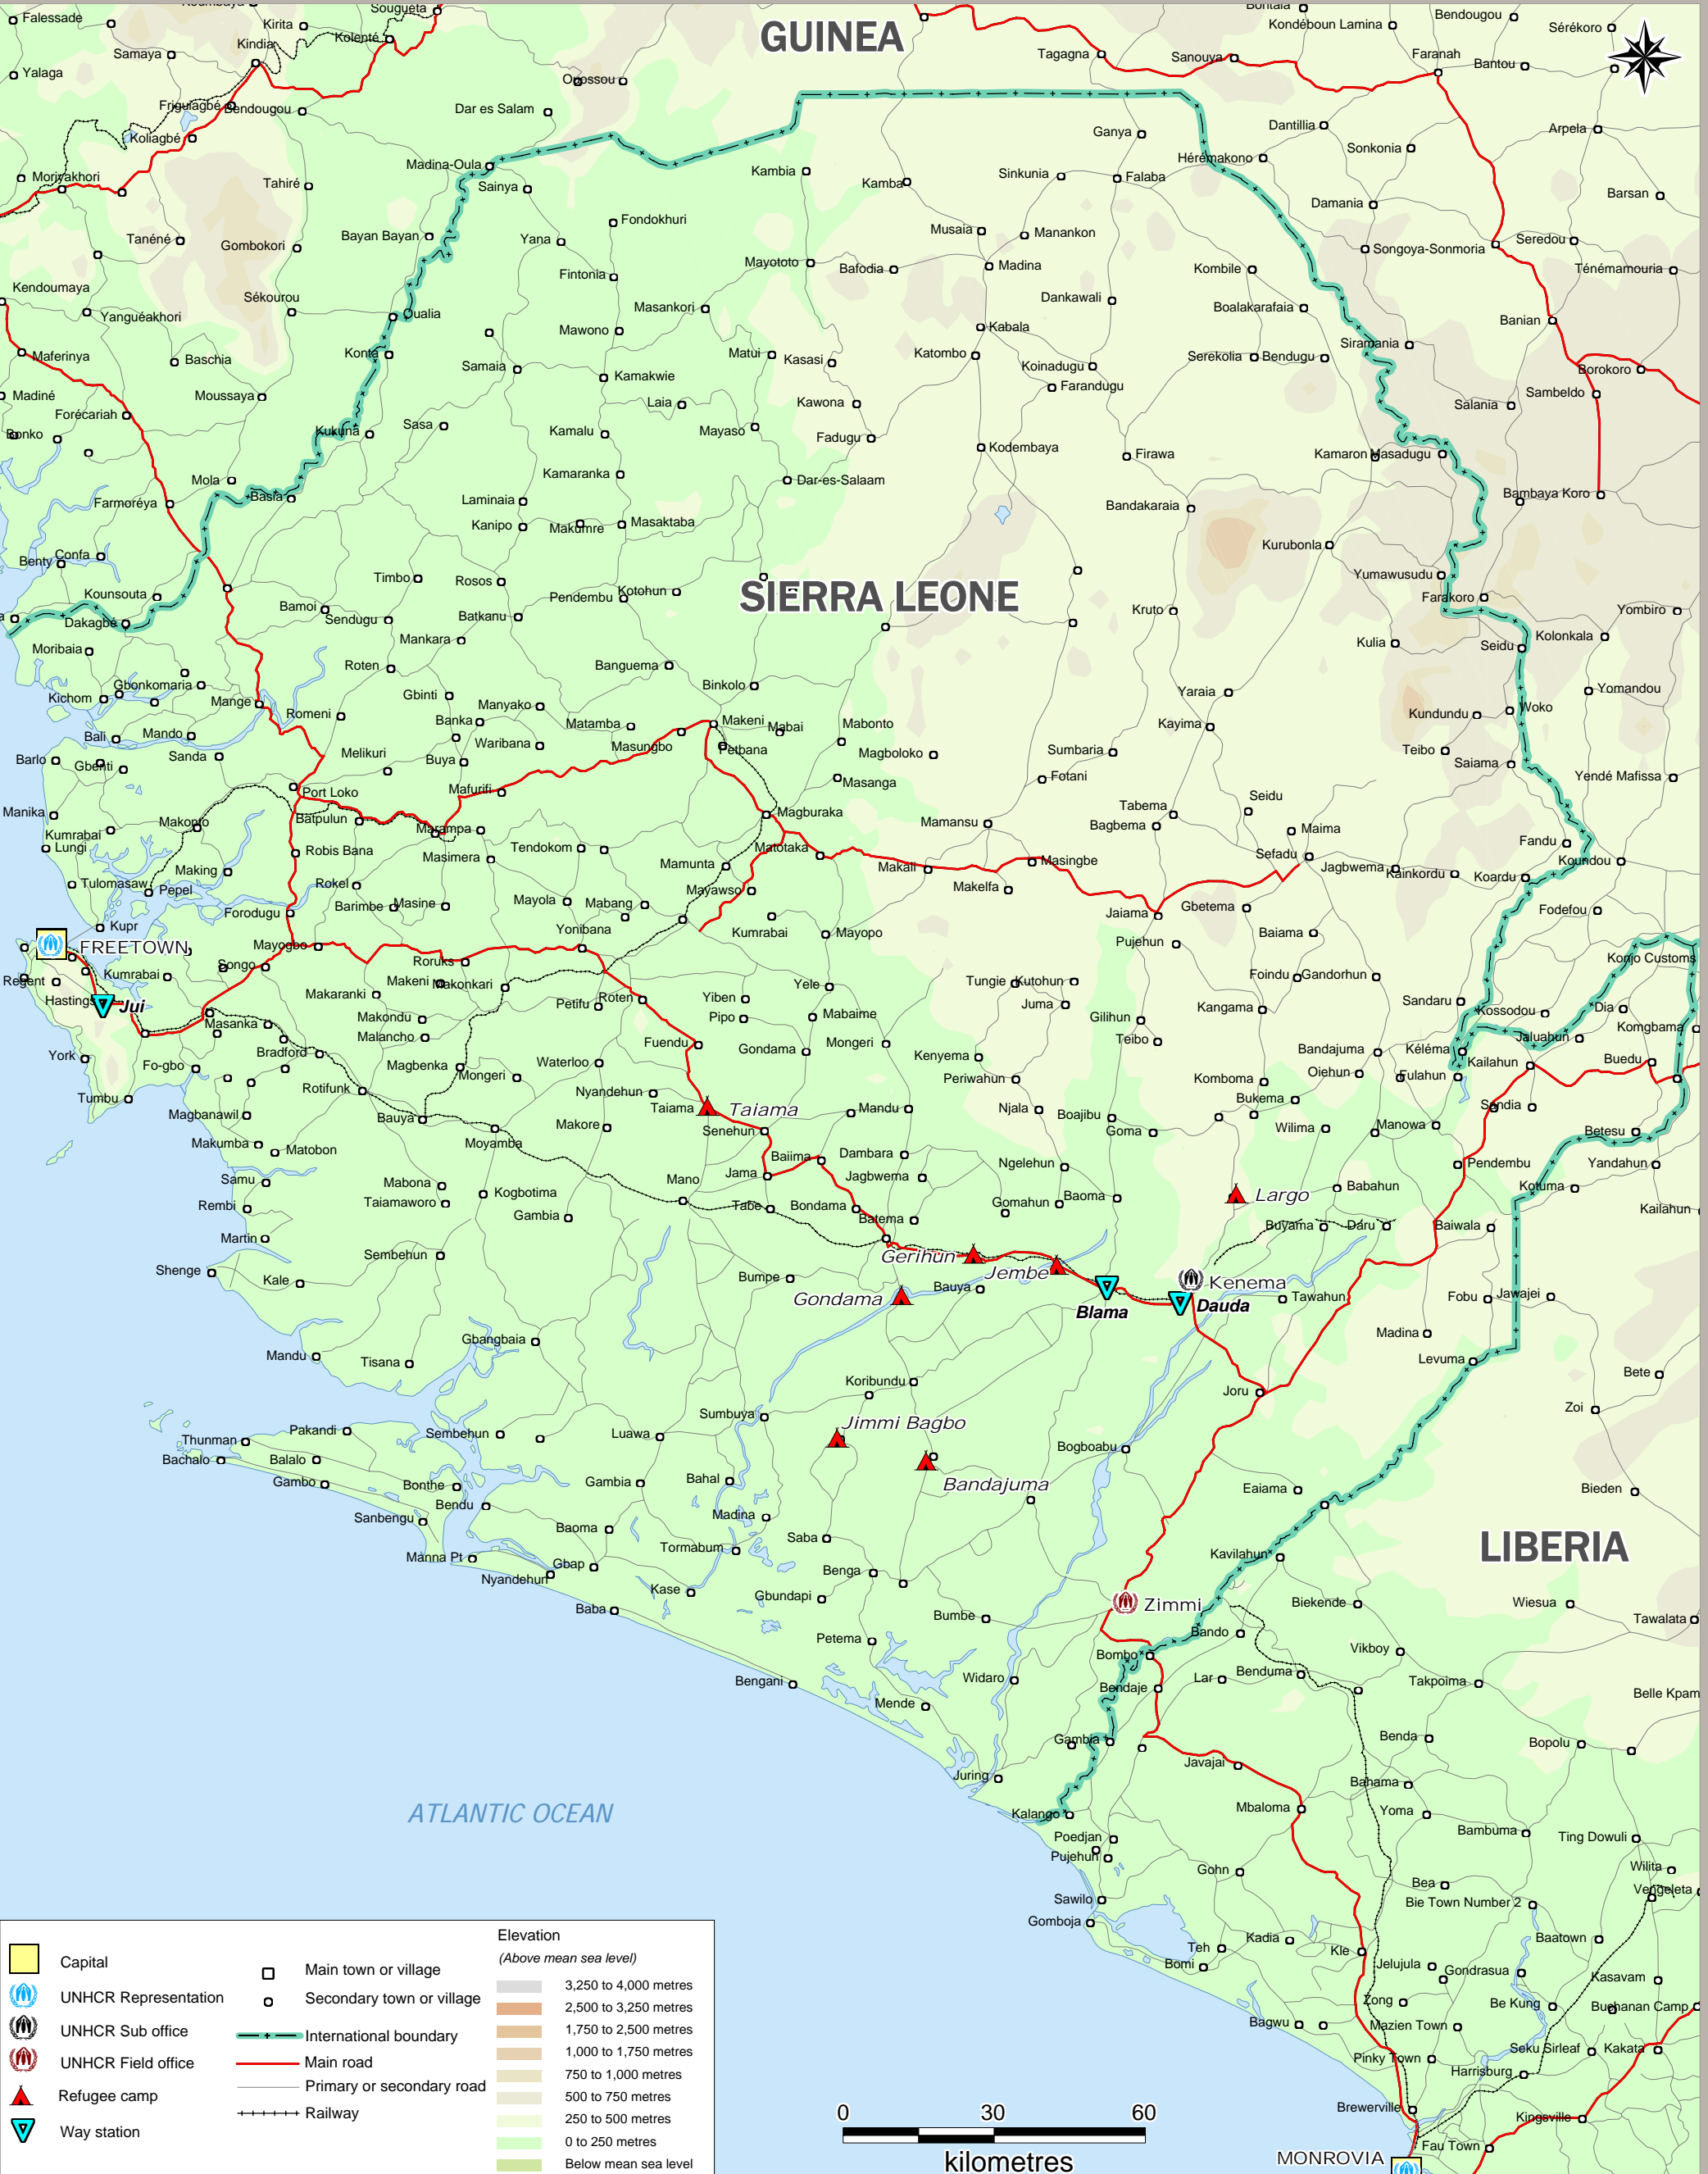 GUINEA
Falessade
Kirita
Sougueta
Kolenté
Kindia
Samaya
Yalaga
Friguiagbé
Bendougou
Koliagbé
Moriyakhori
Tahiré
Tanéné
Gombokori
Kendoumaya
Sékourou
Yanguéakhori
Maferinya
Baschia
Madiné
Moussaya
Forécariah
Bonko
Mola
Farmoréya
Basia
Benty
Confa
Kounsouta
Dakagbé
Ouossou
Dar es Salam
Madina-Oula
Sainya
Bayan Bayan
Yana
Fondokhuri
Fintonia
Oualia
Konta
Kukuna
Masankori
Mawono
Samaia
Kamakwie
Laia
Sasa
Kamalu
Kamaranka
Laminaia
Kanipo
Makumre
Masaktaba
Kambia
Kamba
Mayototo
Bafodia
Matui
Kasasi
Kawona
Mayaso
Fadugu
Dar-es-Salaam
Tagagna
Sanouya
Kondéboun Lamina
Bendougou
Sérékoro
Faranah
Bantou
Ganya
Dantillia
Arpela
Hérémakono
Sonkonia
Sinkunia
Falaba
Barsan
Damania
Musaia
Manankon
Songoya-Sonmoria
Seredou
Madina
Kombile
Ténémamouria
Dankawali
Boalakarafaia
Banian
Kabala
Katombo
Koinadugu
Serekolia
Bendugu
Siramania
Borokoro
Farandugu
Salania
Sambeldo
Kodembaya
Firawa
Kamaron
Masadugu
Bandakaraia
Bambaya Koro
Kurubonla
Yumawusudu
Farakoro
Yombiro
SIERRA LEONE
Timbo
Rosos
Pendembu
Kotohun
Bamoi
Sendugu
Batkanu
Mankara
Roten
Banguema
Binkolo
Gbinti
Manyako
Banka
Matamba
Makeni
Mabai
Mabonto
Waribana
Masungbo
Petbana
Magboloko
Melikuri
Buya
Masanga
Mafurifi
Magburaka
Moribaia
Kichom
Gbonkomaria
Mange
Romeni
Bali
Mando
Barlo
Gbenti
Sanda
Port Loko
Manika
Makopto
Batpulun
Marampa
Kumrabai
Lungi
Robis Bana
Masimera
Tendokom
Matotaka
Mamunta
Tulomasaw
Making
Pepel
Rokel
Mayawso
Forodugu
Barimbe
Masine
Mayola
Mabang
Kupr
FREETOWN
Mayogbo
Yonibana
Kumrabai
Mayopo
Regent
Kumrabai
Songo
Roruks
Makeni
Makonkari
Hastings
Jui
Makaranki
Petifu
Roten
Yiben
Yele
Masanka
Makondu
Pipo
Mabaime
York
Malancho
Fuendu
Gondama
Mongeri
Fo-gbo
Bradford
Magbenka
Waterloo
Tumbu
Rotifunk
Mongeri
Nyandehun
Magbanawil
Bauya
Taiama
Taiama
Mandu
Makumba
Matobon
Moyamba
Makore
Senehun
Samu
Mabona
Baiima
Dambara
Rembi
Taiamaworo
Kogbotima
Mano
Jama
Jagbwema
Martin
Gambia
Tabe
Bondama
Batema
Shenge
Sembehun
Kale
Bumpe
Kruto
Kulia
Seidu
Kolonkala
Yaraia
Yomandou
Kayima
Kundundu
Woko
Sumbaria
Teibo
Saiama
Fotani
Yendé Mafissa
Tabema
Seidu
Mamansu
Bagbema
Maima
Fandu
Sefadu
Jagbwema
Koundou
Makali
Masingbe
Kainkordu
Koardu
Makelfa
Jaiama
Gbetema
Fodefou
Pujehun
Baiama
Konjo Customs
Tungie
Kutohun
Foindu
Gandorhun
Juma
Kangama
Sandaru
Kossodou
Dia
Gilihun
Komgbama
Teibo
Kéléma
Jaluahun
Kenyema
Bandajuma
Kailahun
Buedu
Periwahun
Komboma
Oiehun
Fulahun
Bukema
Njala
Boajibu
Sandia
Goma
Wilima
Manowa
Betesu
Ngelehun
Pendembu
Yandahun
Gomahun
Baoma
Largo
Babahun
Kotuma
Kailahun
Buyama
Daru
Baiwala
Gerihun
Jembe
Bauya
Gondama
Blama
Kenema
Dauda
Tawahun
Fobu
Jawajei
Madina
Levuma
Gbangbaia
Mandu
Tisana
Koribundu
Joru
Bete
Sumbuya
Jimmi Bagbo
Zoi
Pakandi
Thunman
Sembehun
Luawa
Bogboabu
Bachalo
Balalo
Gambo
Bonthe
Gambia
Bahal
Bandajuma
Eaiama
Bieden
Bendu
Sanbengu
Baoma
Madina
Saba
Tormabum
LIBERIA
Manna Pt
Gbap
Kavilahun
Nyandehun
Kase
Benga
Gbundapi
Zimmi
Biekende
Wiesua
Baba
Bumbe
Tawalata
Petema
Bando
Vikboy
Bombo
Bengani
Widaro
Bendaje
Lar
Benduma
Takpoima
Mende
Belle Kpam
Gambia
Benda
Bopolu
Javajai
Juring
Bahama
Kalango
Mbaloma
Yoma
ATLANTIC OCEAN
Bambuma
Ting Dowuli
Poedjan
Pujehun
Gohn
Wilita
Bea
Vengeleta
Sawilo
Bie Town Number 2
Gomboja
Kadia
Baatown
Teh
Kle
Bomi
Jelujula
Gondrasua
Kasavam
Zong
Be Kung
Buchanan Camp
Bagwu
Mazien Town
Pinky Town
Seku Sirleaf
Kakata
Harrisburg
Brewerville
Kingsville
Fau Town
MONROVIA
Capital
UNHCR Representation
UNHCR Sub office
UNHCR Field office
Refugee camp
Way station
Main town or village
Secondary town or village
International boundary
Main road
Primary or secondary road
Railway
Elevation
(Above mean sea level)
3,250 to 4,000 metres
2,500 to 3,250 metres
1,750 to 2,500 metres
1,000 to 1,750 metres
750 to 1,000 metres
500 to 750 metres
250 to 500 metres
0 to 250 metres
Below mean sea level
0 30 60
kilometres